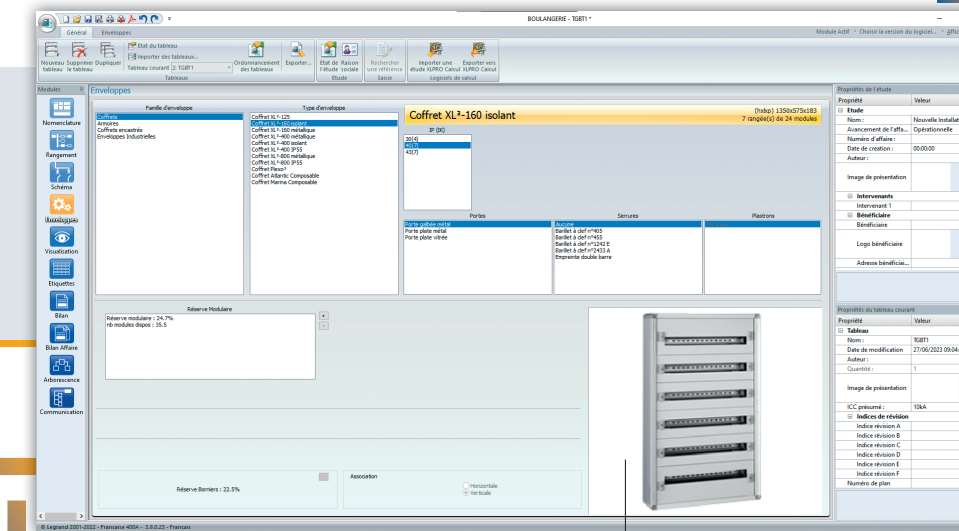 BOULANGERIE - TGBT1 *
Général
Enveloppes
Module Actif
Choisir la version du logiciel...
Affic
Nouveau tableau
Supprimer le tableau
Dupliquer
Etat du tableau
Importer des tableaux...
Tableau courant 2: TGBT1
Ordonnancement des tableaux
Exporter...
Tableaux
Etat de l'étude
Raison sociale
Etude
Rechercher une référence
Saisie
Importer une étude XLPRO Calcul
Exporter vers XLPRO Calcul
Logiciels de calcul
Modules
Nomenclature
Rangement
Schéma
Enveloppes
Visualisation
Etiquettes
Bilan
Bilan Affaire
Arborescence
Communication
Enveloppes
Famille d'enveloppe
Coffrets
Armoires
Coffrets encastrés
Enveloppes Industrielles
Type d'enveloppe
Coffret XL³-125
Coffret XL³-160 isolant
Coffret XL³-160 métallique
Coffret XL³-400 métallique
Coffret XL³-400 isolant
Coffret XL³-400 IP55
Coffret XL³-800 métallique
Coffret XL³-800 IP55
Coffret Plexo³
Coffret Atlantic Composable
Coffret Marina Composable
Coffret XL³-160 isolant
(hxlxp) 1350x575x183
7 rangée(s) de 24 modules
IP (IK)
30(4)
40(7)
43(7)
Portes
Porte galbée métal
Porte plate métal
Porte plate vitrée
Serrures
Aucune
Barillet à clef n°405
Barillet à clef n°455
Barillet à clef n°1242 E
Barillet à clef n°2433 A
Empreinte double barre
Plastrons
Réserve Modulaire
Réserve modulaire : 24.7%
nb modules dispos : 35.5
+
-
Réserve Borniers : 22.5%
Association
Horizontale
Verticale
Propriétés de l'étude
Propriété Valeur
Etude
Nom : Nouvelle Installat
Avancement de l'affa... Opérationnelle
Numéro d'affaire :
Date de creation : 00:00:00
Auteur :
Image de présentation
Intervenants
Intervenant 1
Bénéficiaire
Bénéficiaire
Logo bénéficiaire
Adresse bénéficiai...
Propriétés du tableau courant
Propriété Valeur
Tableau
Nom : TGBT1
Date de modification 27/06/2023 09:04:
Auteur :
Quantité : 1
Image de présentation
ICC présumé : 10kA
Indices de révision
Indice révision A
Indice révision B
Indice révision C
Indice révision D
Indice révision E
Indice révision F
Numéro de plan
© Legrand 2001-2022 - Francaise 400A - 5.9.0.23 - Francais